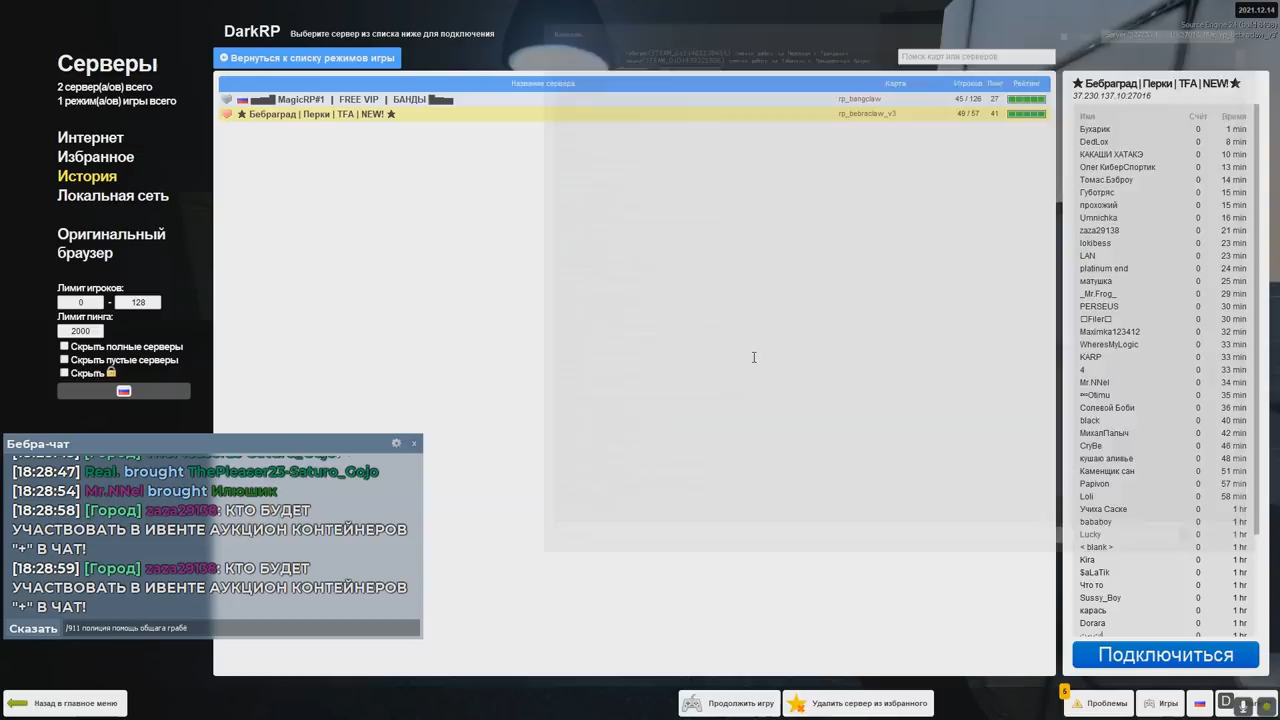 2021.12.14
DarkRP Выберите сервер из списка ниже для подключения
Вернуться к списку режимов игры
Поиск карт или серверов
Серверы
2 сервер(а/ов) всего
1 режим(а/ов) игры всего
Интернет
Избранное
История
Локальная сеть
Оригинальный
браузер
Лимит игроков:
0 - 128
Лимит пинга:
2000
Скрыть полные серверы
Скрыть пустые серверы
Скрыть
Название сервера Карта Игроков Пинг Рейтинг
MagicRP#1 | FREE VIP | БАНДЫ rp_bangclaw 45 / 126 27
★ Бебраград | Перки | TFA | NEW! ★ rp_bebraclaw_v3 49 / 57 41
★ Бебраград | Перки | TFA | NEW! ★
37.230.137.10:27016
Имя Счёт Время
Бухарик 0 1 min
DedLox 0 8 min
КАКАШИ ХАТАКЭ 0 10 min
Олег КиберСпортик 0 13 min
Томас Бэброу 0 14 min
Губотряс 0 15 min
прохожий 0 15 min
Umnichka 0 16 min
zaza29138 0 21 min
lokibess 0 23 min
LAN 0 23 min
platinum end 0 24 min
матушка 0 25 min
_Mr.Frog_ 0 29 min
PERSEUS 0 30 min
☐Filer☐ 0 30 min
Maximka123412 0 32 min
WheresMyLogic 0 33 min
KARP 0 33 min
4 0 33 min
Mr.NNel 0 34 min
Otimu 0 35 min
Солевой Боби 0 36 min
black 0 40 min
МихалПалыч 0 42 min
CryBe 0 46 min
кушаю аливье 0 48 min
Каменщик сан 0 51 min
Papivon 0 57 min
Loli 0 58 min
Учиха Саске 0 1 hr
bababoy 0 1 hr
Lucky 0 1 hr
< blank > 0 1 hr
Kira 0 1 hr
$aLaTik 0 1 hr
Что то 0 1 hr
Sussy_Boy 0 1 hr
карась 0 1 hr
Dorara 0 1 hr
Подключиться
Бебра-чат x
[18:28:47] Real. brought ThePleaser23-Saturo_Gojo
[18:28:54] Mr.NNel brought Илюшик
[18:28:58] [Город] zaza29138: КТО БУДЕТ
УЧАСТВОВАТЬ В ИВЕНТЕ АУКЦИОН КОНТЕЙНЕРОВ
"+" В ЧАТ!
[18:28:59] [Город] zaza29138: КТО БУДЕТ
УЧАСТВОВАТЬ В ИВЕНТЕ АУКЦИОН КОНТЕЙНЕРОВ
"+" В ЧАТ!
Сказать /911 полиция помощь общага грабё
Назад в главное меню
Продолжить игру
Удалить сервер из избранного
6
Проблемы
Игры
D